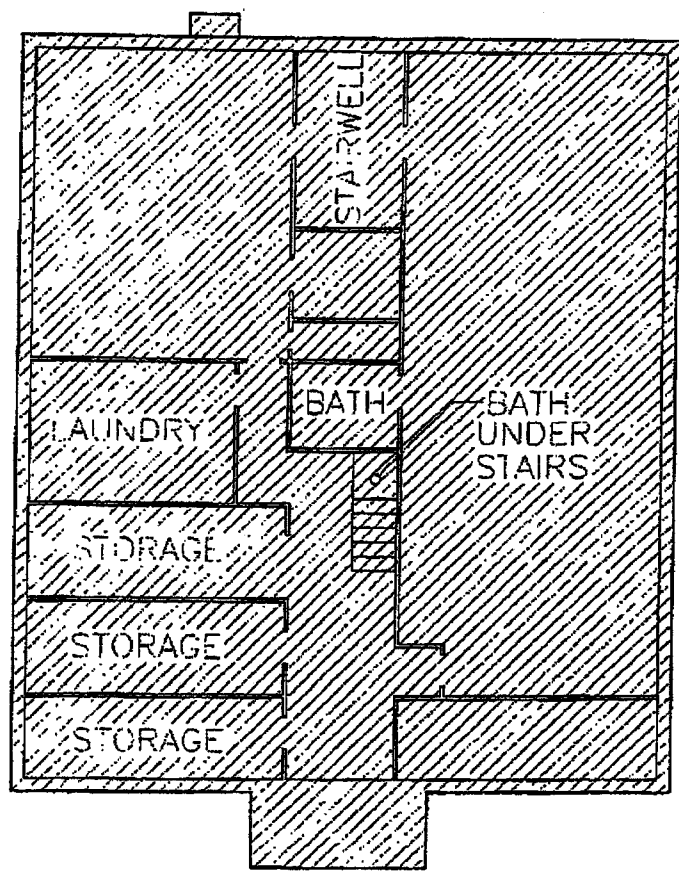 STAIRWELL
BATH
BATH
UNDER
STAIRS
LAUNDRY
STORAGE
STORAGE
STORAGE